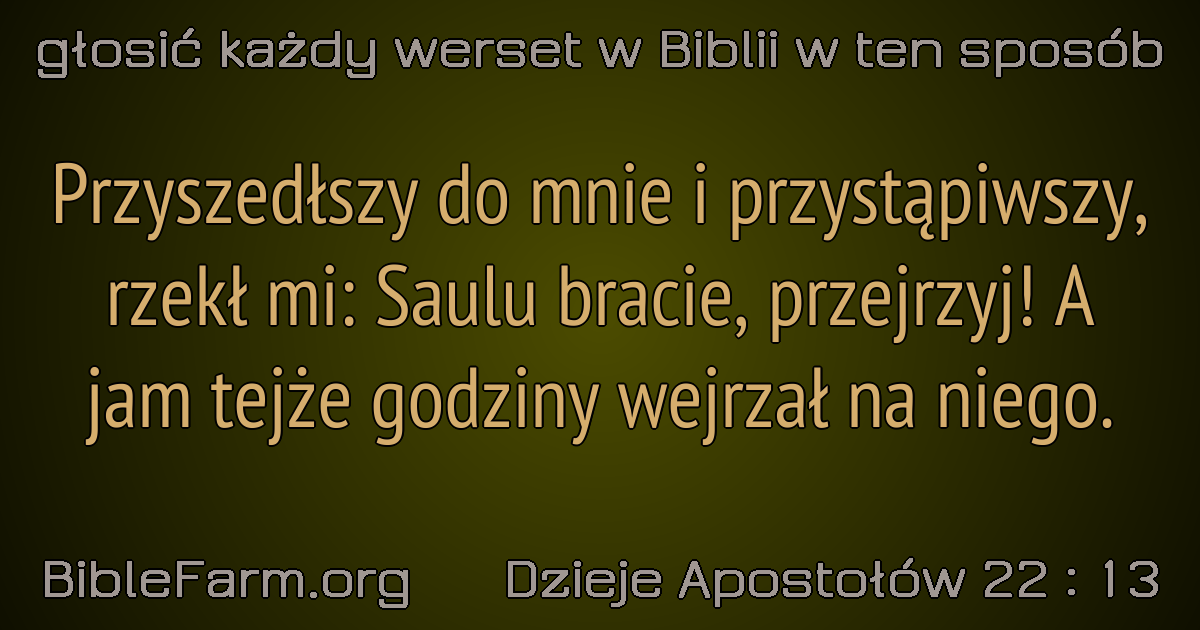 głosić każdy werset w Biblii w ten sposób
Przyszedłszy do mnie i przystąpiwszy,
rzekł mi: Saulu bracie, przejrzyj! A
jam tejże godziny wejrzał na niego.
BibleFarm.org Dzieje Apostołów 22 : 13